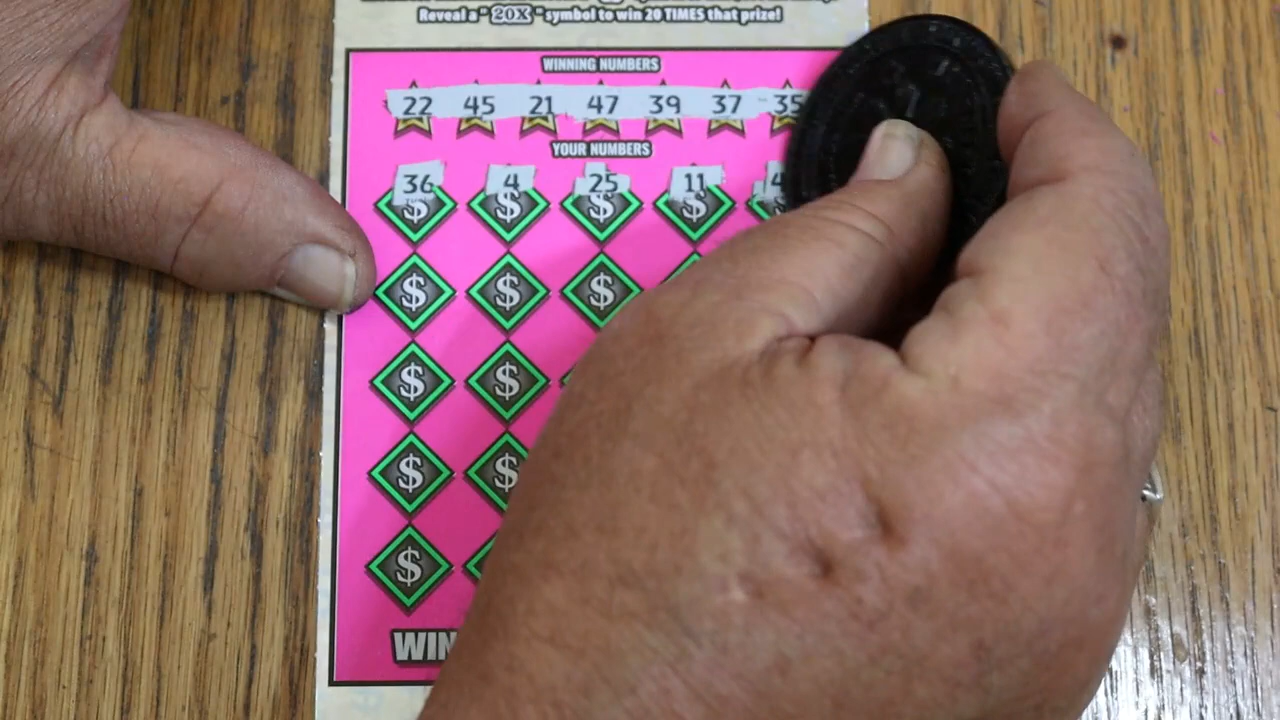 Reveal a "20X" symbol to win 20 TIMES that prize!
WINNING NUMBERS
22 45 21 47 39 37 35
YOUR NUMBERS
36 4 25 11 4
$ $ $ $ $
$ $ $
$ $
$ $
$
WIN